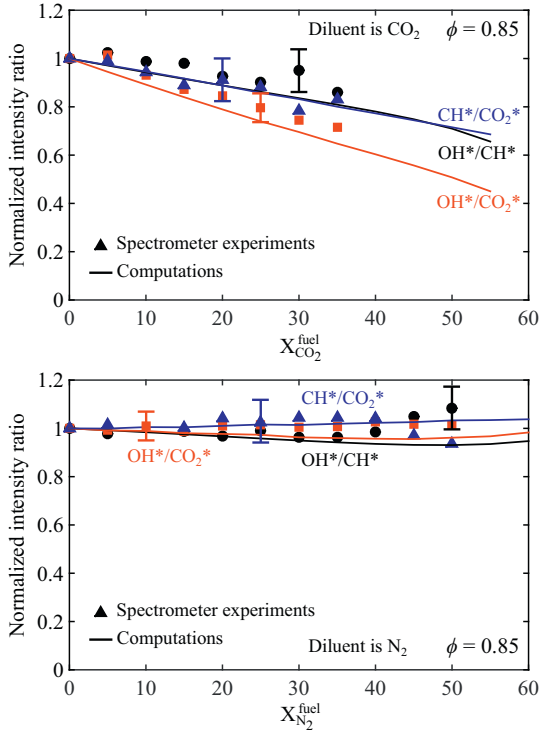 Diluent is CO₂ ϕ = 0.85
Normalized intensity ratio
1.2
1
0.8
0.6
0.4
0.2
0
CH*/CO₂*
OH*/CH*
OH*/CO₂*
Spectrometer experiments
Computations
0 10 20 30 40 50 60
X_CO₂^fuel
Normalized intensity ratio
1.2
1
0.8
0.6
0.4
0.2
0
CH*/CO₂*
OH*/CO₂*
OH*/CH*
Spectrometer experiments
Computations
Diluent is N₂ ϕ = 0.85
0 10 20 30 40 50 60
X_N₂^fuel